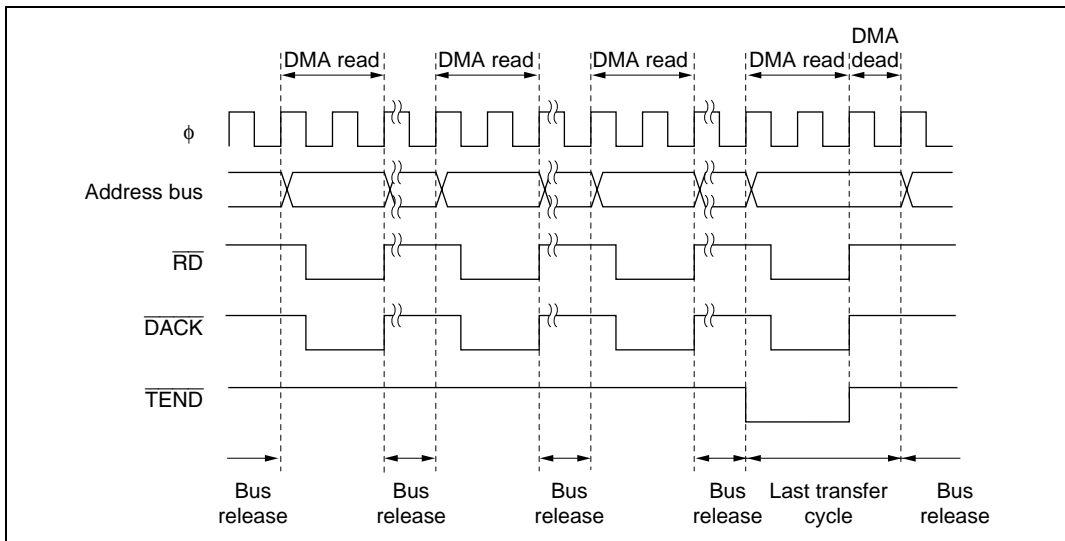 DMA
DMA read DMA read DMA read DMA read dead
ϕ
Address bus
RD
DACK
TEND
Bus Bus Bus Bus Last transfer Bus
release release release release cycle release